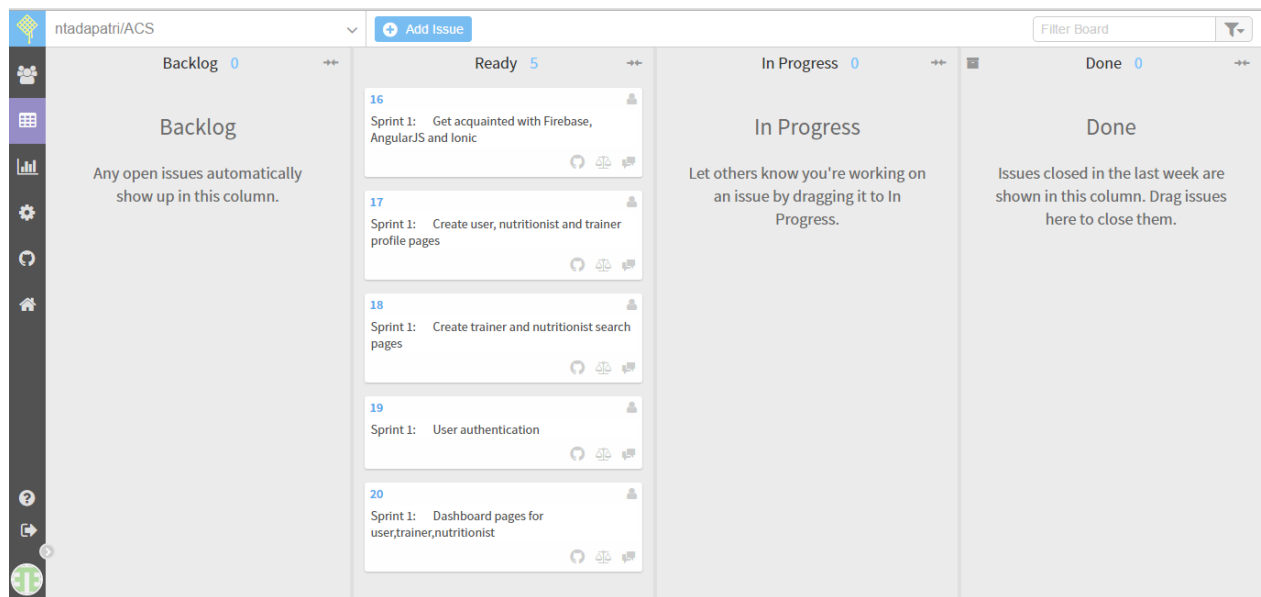 ntadapatri/ACS
Add Issue
Filter Board
Backlog 0
Backlog
Any open issues automatically
show up in this column.
Ready 5
16
Sprint 1: Get acquainted with Firebase,
AngularJS and Ionic
17
Sprint 1: Create user, nutritionist and trainer
profile pages
18
Sprint 1: Create trainer and nutritionist search
pages
19
Sprint 1: User authentication
20
Sprint 1: Dashboard pages for
user,trainer,nutritionist
In Progress 0
In Progress
Let others know you're working on
an issue by dragging it to In
Progress.
Done 0
Done
Issues closed in the last week are
shown in this column. Drag issues
here to close them.